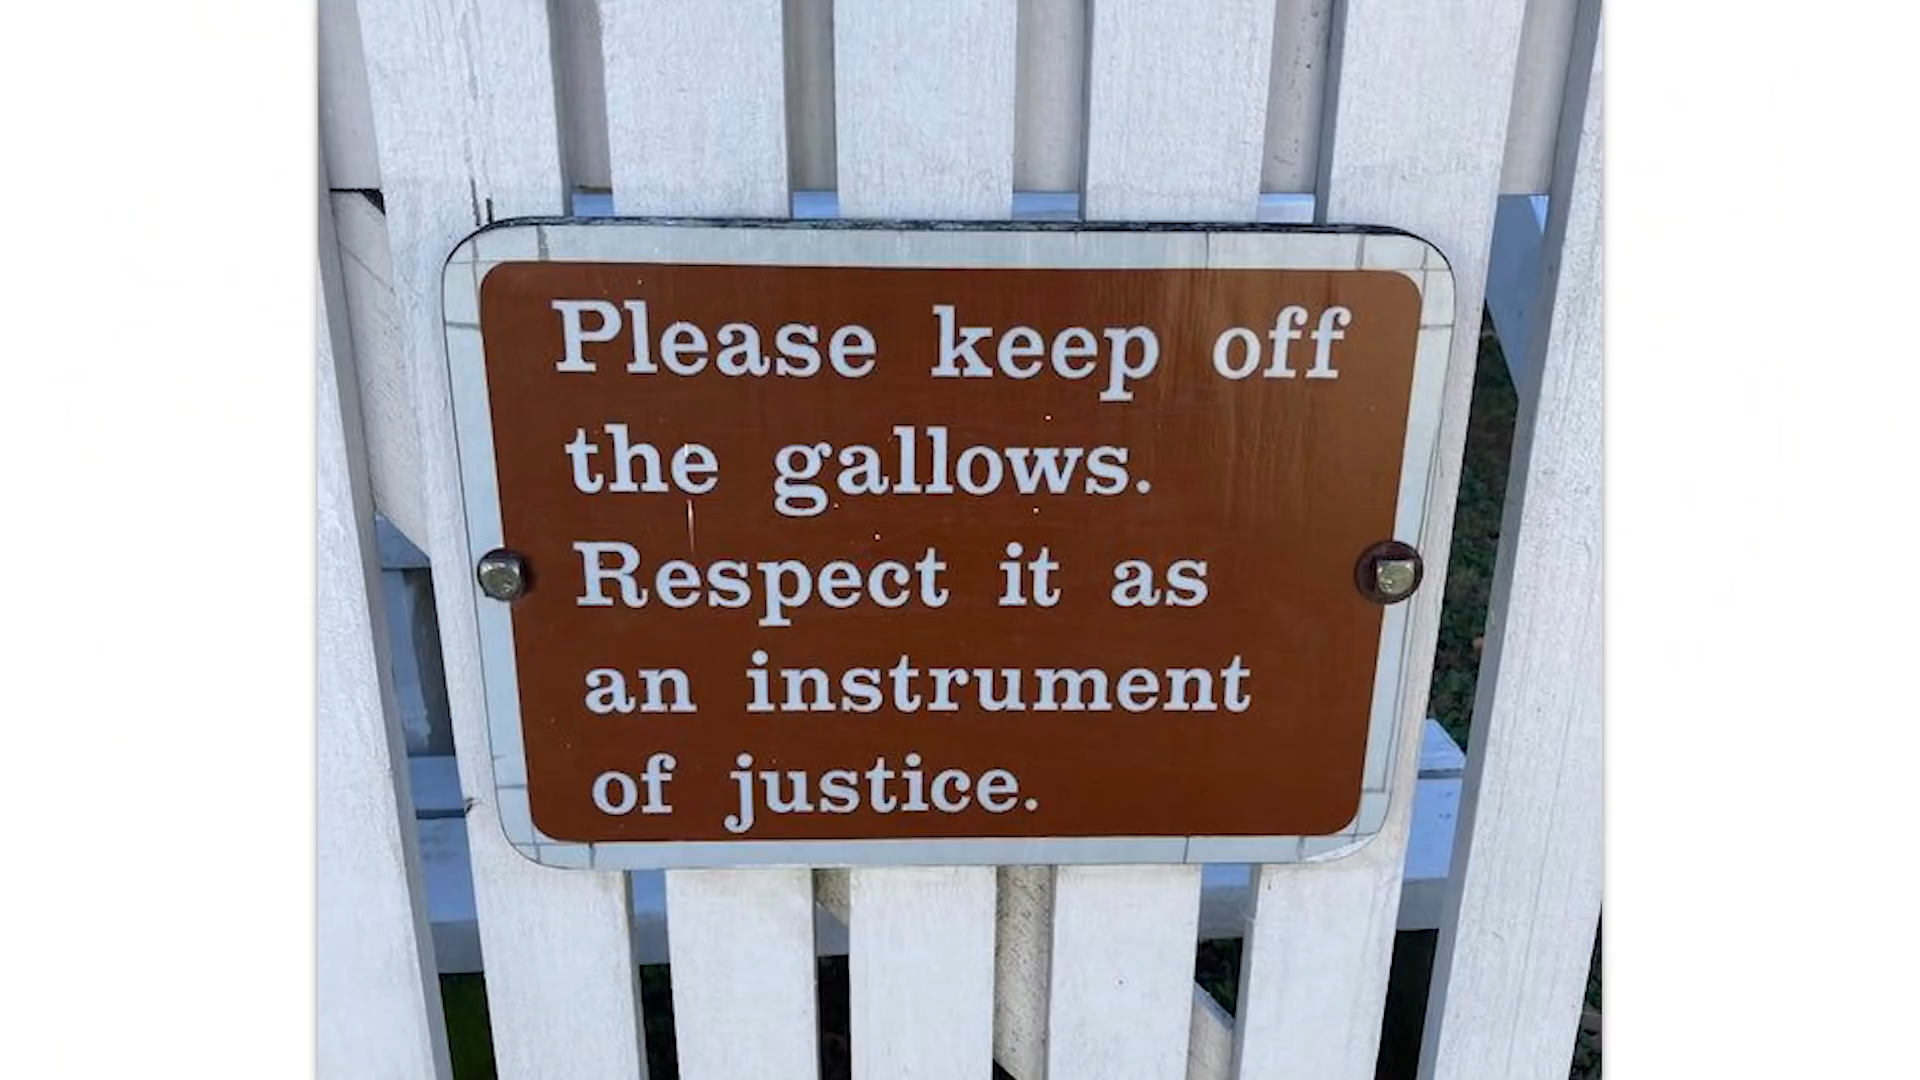 Please keep off
the gallows.
Respect it as
an instrument
of justice.